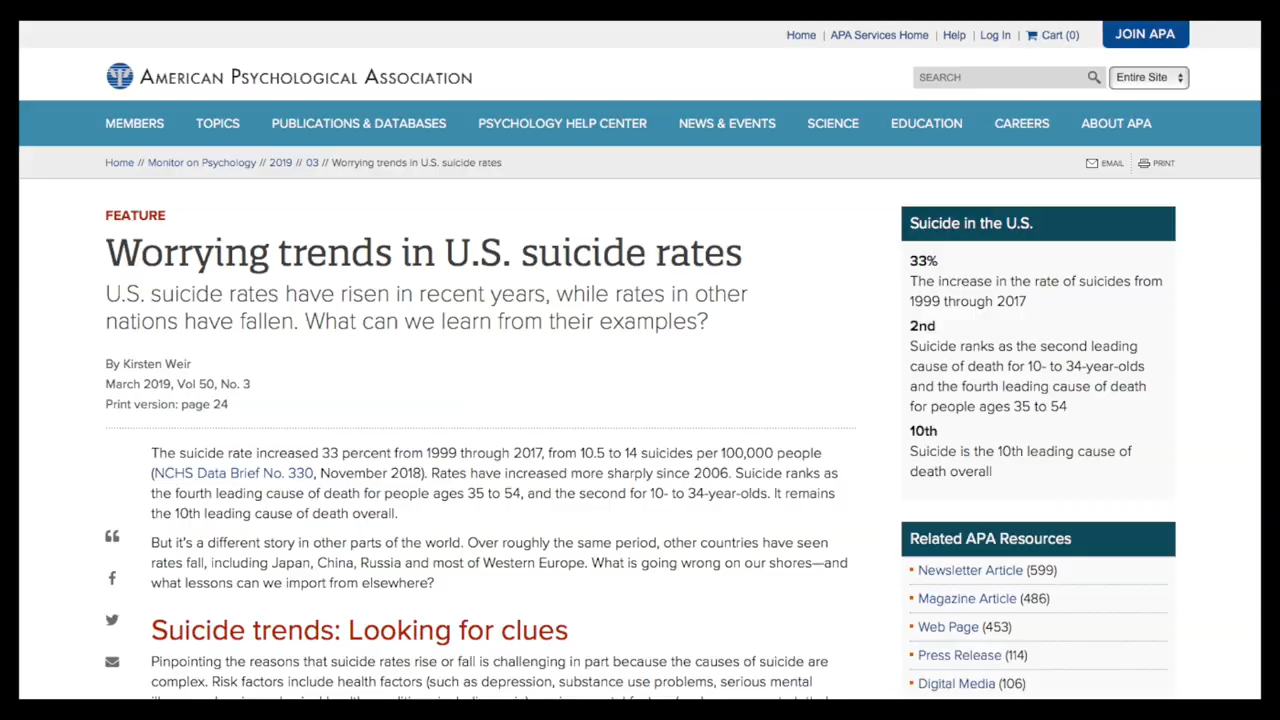 Home | APA Services Home | Help | Log In | Cart (0) JOIN APA
AMERICAN PSYCHOLOGICAL ASSOCIATION
SEARCH Entire Site
MEMBERS TOPICS PUBLICATIONS & DATABASES PSYCHOLOGY HELP CENTER NEWS & EVENTS SCIENCE EDUCATION CAREERS ABOUT APA
Home // Monitor on Psychology // 2019 // 03 // Worrying trends in U.S. suicide rates
EMAIL PRINT
FEATURE
Worrying trends in U.S. suicide rates
U.S. suicide rates have risen in recent years, while rates in other
nations have fallen. What can we learn from their examples?
By Kirsten Weir
March 2019, Vol 50, No. 3
Print version: page 24
The suicide rate increased 33 percent from 1999 through 2017, from 10.5 to 14 suicides per 100,000 people
(NCHS Data Brief No. 330, November 2018). Rates have increased more sharply since 2006. Suicide ranks as
the fourth leading cause of death for people ages 35 to 54, and the second for 10- to 34-year-olds. It remains
the 10th leading cause of death overall.
But it's a different story in other parts of the world. Over roughly the same period, other countries have seen
rates fall, including Japan, China, Russia and most of Western Europe. What is going wrong on our shores—and
what lessons can we import from elsewhere?
Suicide trends: Looking for clues
Pinpointing the reasons that suicide rates rise or fall is challenging in part because the causes of suicide are
complex. Risk factors include health factors (such as depression, substance use problems, serious mental
Suicide in the U.S.
33%
The increase in the rate of suicides from
1999 through 2017
2nd
Suicide ranks as the second leading
cause of death for 10- to 34-year-olds
and the fourth leading cause of death
for people ages 35 to 54
10th
Suicide is the 10th leading cause of
death overall
Related APA Resources
Newsletter Article (599)
Magazine Article (486)
Web Page (453)
Press Release (114)
Digital Media (106)